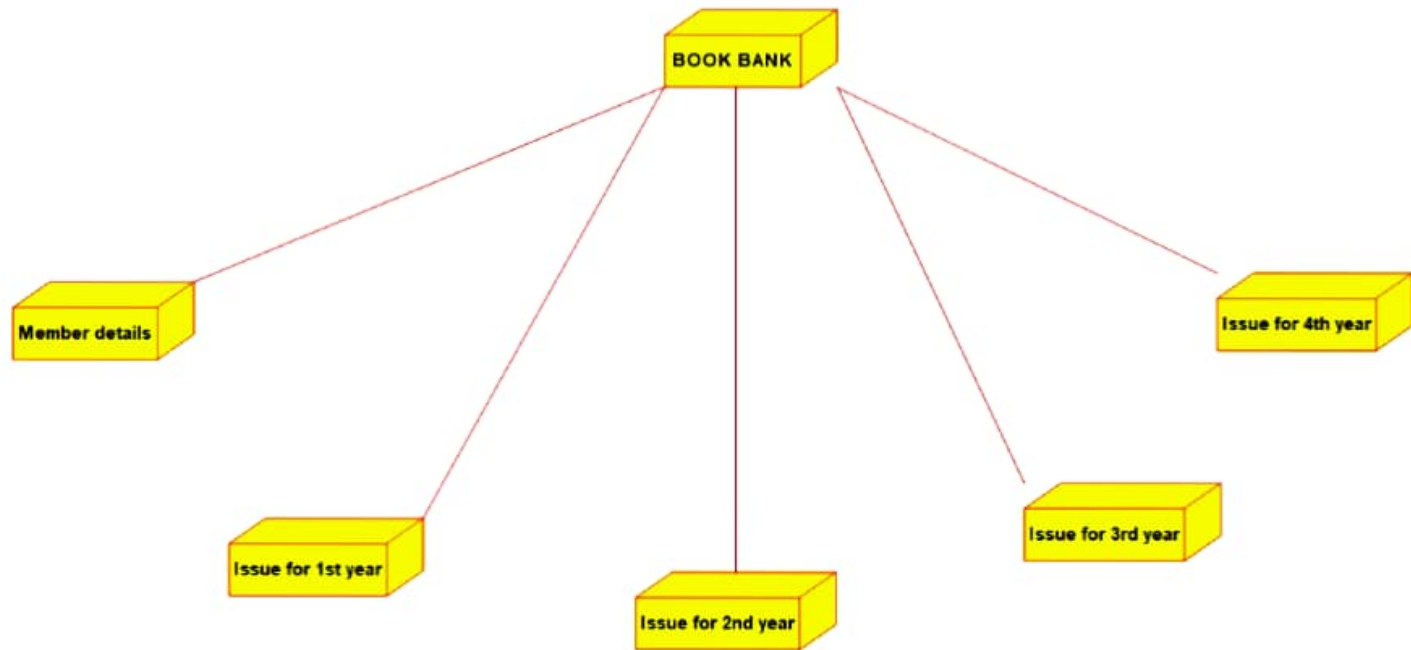 BOOK BANK
Member details
Issue for 4th year
Issue for 3rd year
Issue for 1st year
Issue for 2nd year